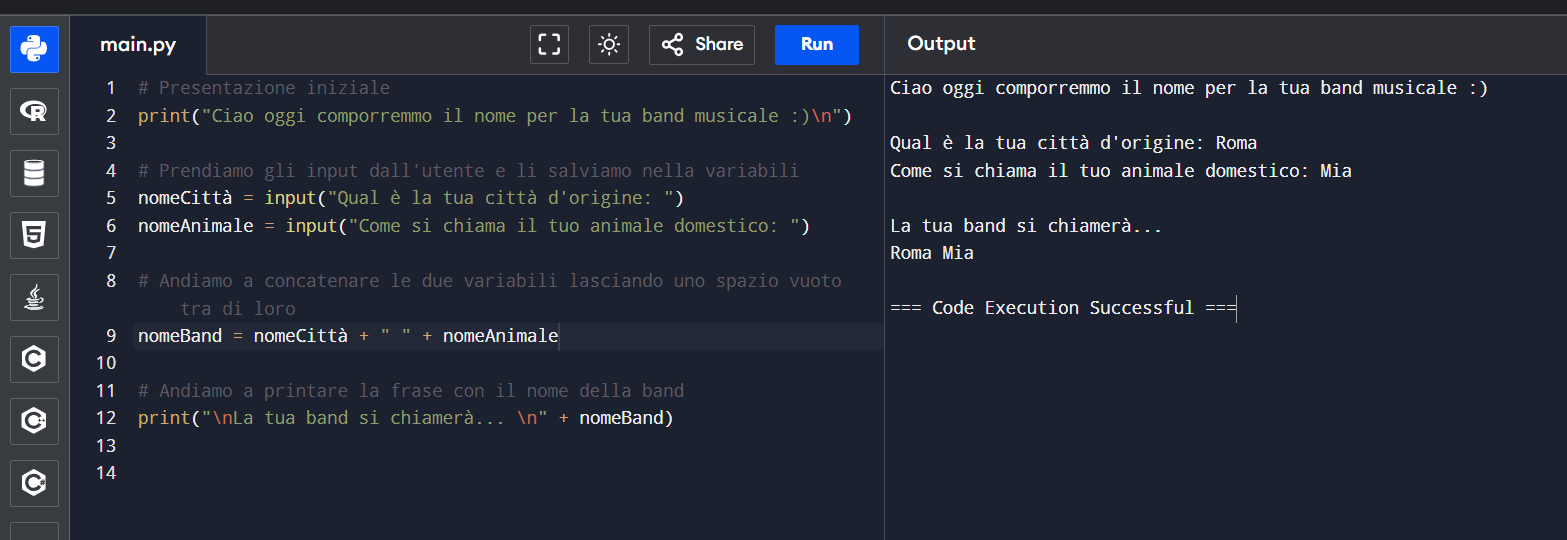 main.py
Share
Run
Output
1 # Presentazione iniziale
2 print("Ciao oggi comporremmo il nome per la tua band musicale :)\n")
3
4 # Prendiamo gli input dall'utente e li salviamo nella variabili
5 nomeCittà = input("Qual è la tua città d'origine: ")
6 nomeAnimale = input("Come si chiama il tuo animale domestico: ")
7
8 # Andiamo a concatenare le due variabili lasciando uno spazio vuoto
tra di loro
9 nomeBand = nomeCittà + " " + nomeAnimale
10
11 # Andiamo a printare la frase con il nome della band
12 print("\nLa tua band si chiamerà... \n" + nomeBand)
13
14
Ciao oggi comporremmo il nome per la tua band musicale :)
Qual è la tua città d'origine: Roma
Come si chiama il tuo animale domestico: Mia
La tua band si chiamerà...
Roma Mia
=== Code Execution Successful ===